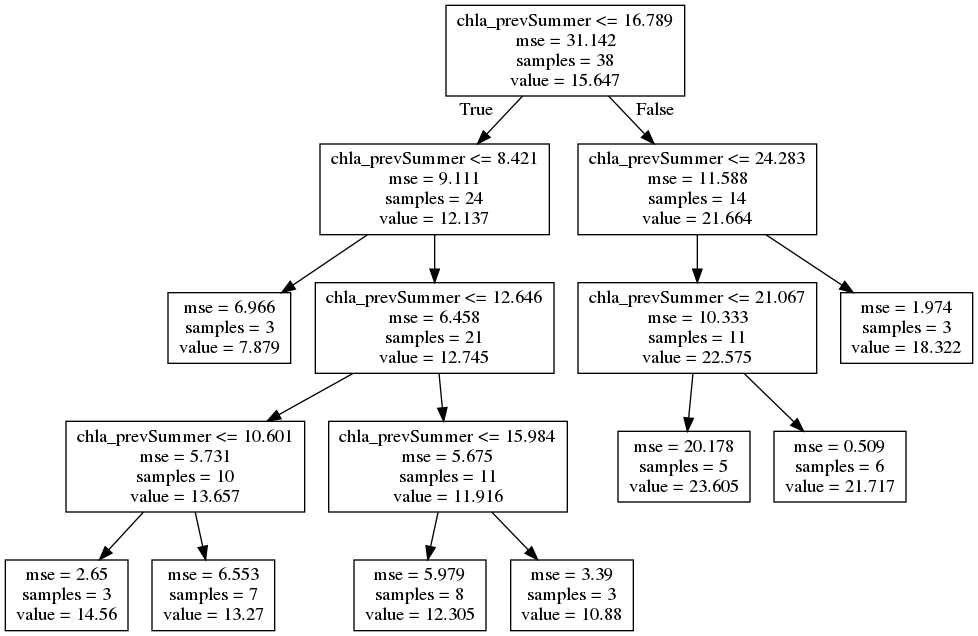 chla_prevSummer <= 16.789
mse = 31.142
samples = 38
value = 15.647
True
False
chla_prevSummer <= 8.421
mse = 9.111
samples = 24
value = 12.137
chla_prevSummer <= 24.283
mse = 11.588
samples = 14
value = 21.664
mse = 6.966
samples = 3
value = 7.879
chla_prevSummer <= 12.646
mse = 6.458
samples = 21
value = 12.745
chla_prevSummer <= 21.067
mse = 10.333
samples = 11
value = 22.575
mse = 1.974
samples = 3
value = 18.322
chla_prevSummer <= 10.601
mse = 5.731
samples = 10
value = 13.657
chla_prevSummer <= 15.984
mse = 5.675
samples = 11
value = 11.916
mse = 20.178
samples = 5
value = 23.605
mse = 0.509
samples = 6
value = 21.717
mse = 2.65
samples = 3
value = 14.56
mse = 6.553
samples = 7
value = 13.27
mse = 5.979
samples = 8
value = 12.305
mse = 3.39
samples = 3
value = 10.88